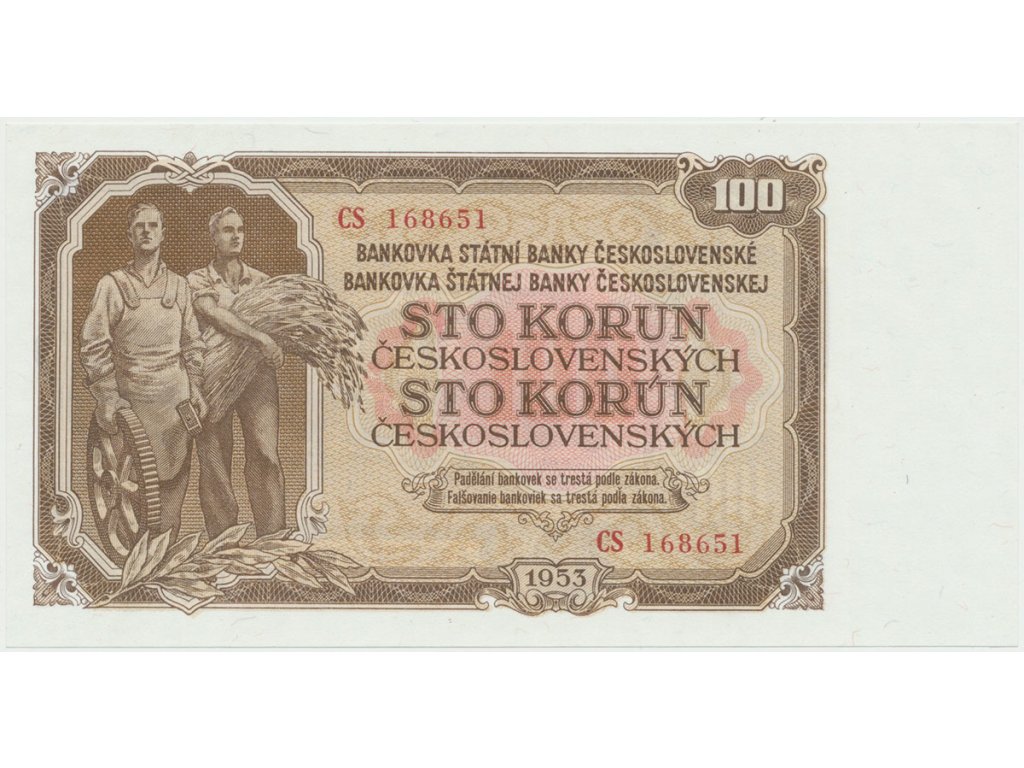 100
CS 168651
BANKOVKA STÁTNÍ BANKY ČESKOSLOVENSKÉ
BANKOVKA ŠTÁTNEJ BANKY ČESKOSLOVENSKEJ
STO KORUN
ČESKOSLOVENSKÝCH
STO KORÚN
ČESKOSLOVENSKÝCH
Padělání bankovek se trestá podle zákona.
Falšovanie bankoviek sa trestá podla zákona.
CS 168651
1953